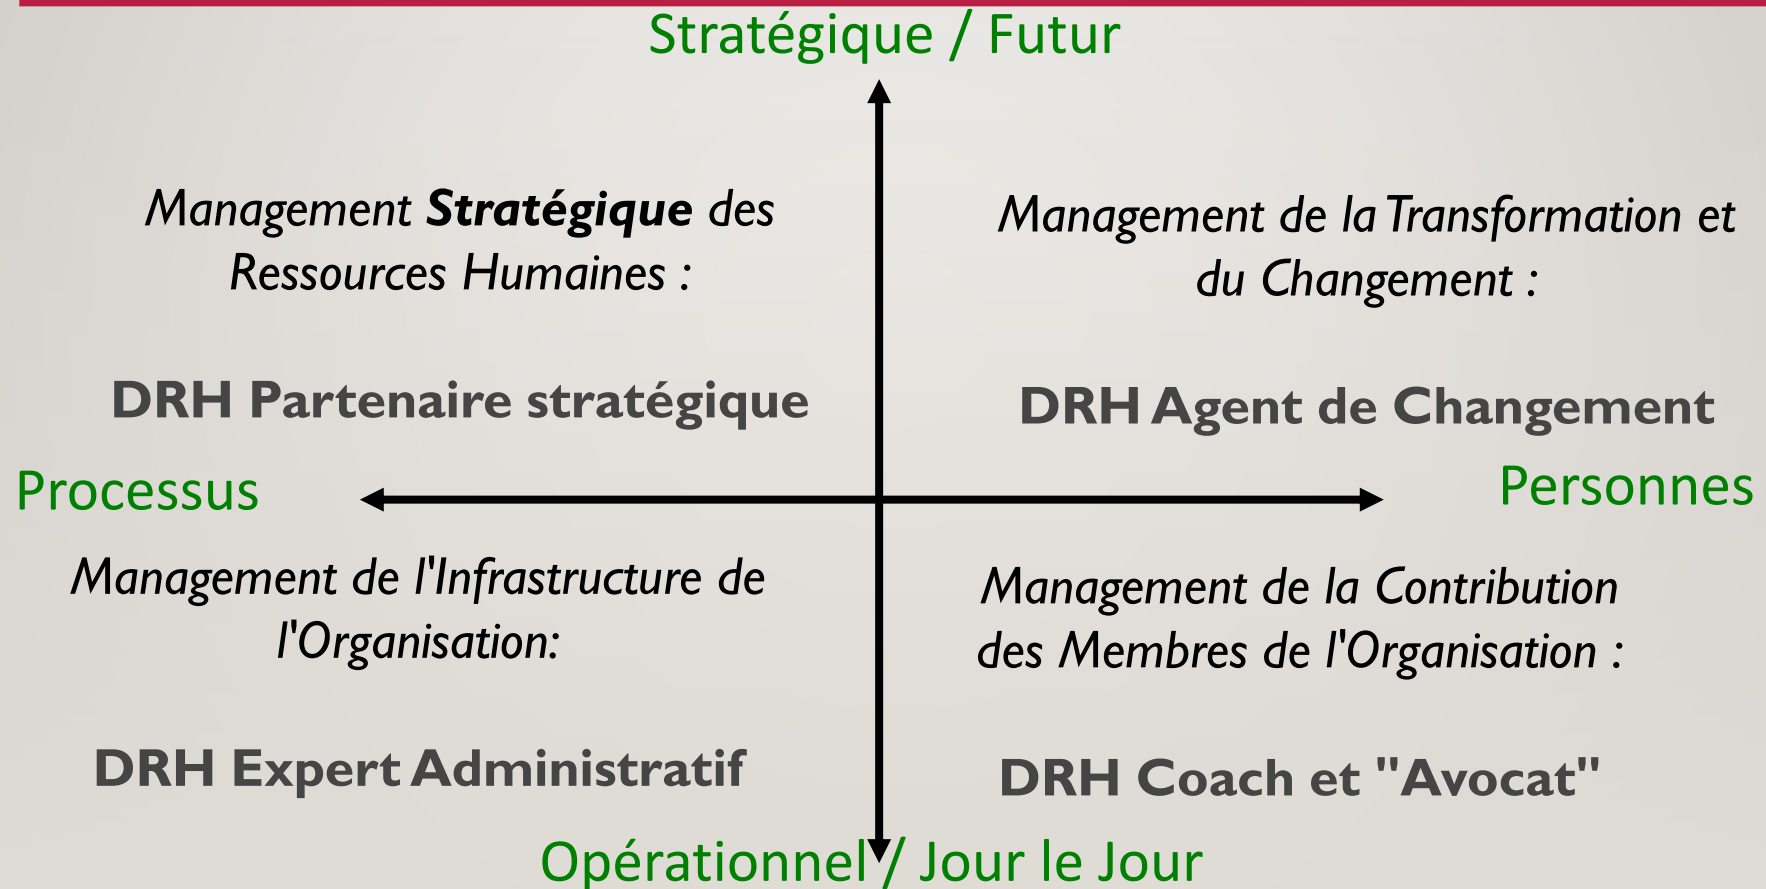 Stratégique / Futur
Management Stratégique des
Ressources Humaines :
DRH Partenaire stratégique
Management de la Transformation et
du Changement :
DRH Agent de Changement
Processus
Personnes
Management de l'Infrastructure de
l'Organisation:
DRH Expert Administratif
Management de la Contribution
des Membres de l'Organisation :
DRH Coach et "Avocat"
Opérationnel / Jour le Jour